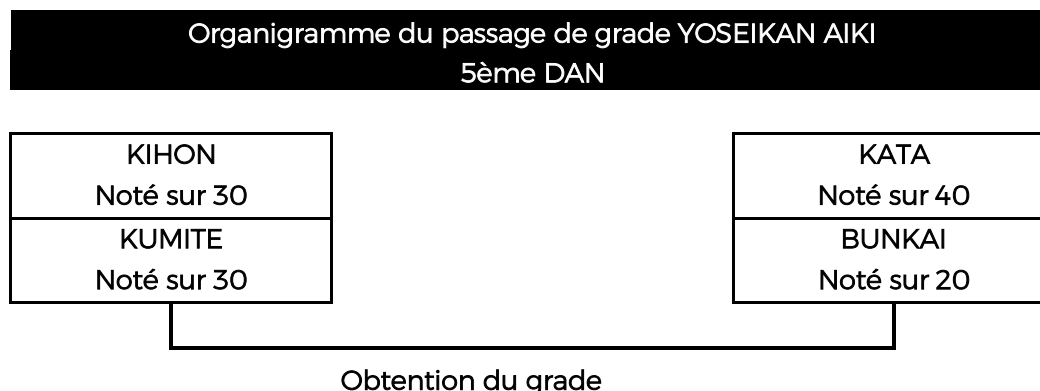 Organigramme du passage de grade YOSEIKAN AIKI
5ème DAN
KIHON
Noté sur 30
KUMITE
Noté sur 30
KATA
Noté sur 40
BUNKAI
Noté sur 20
Obtention du grade